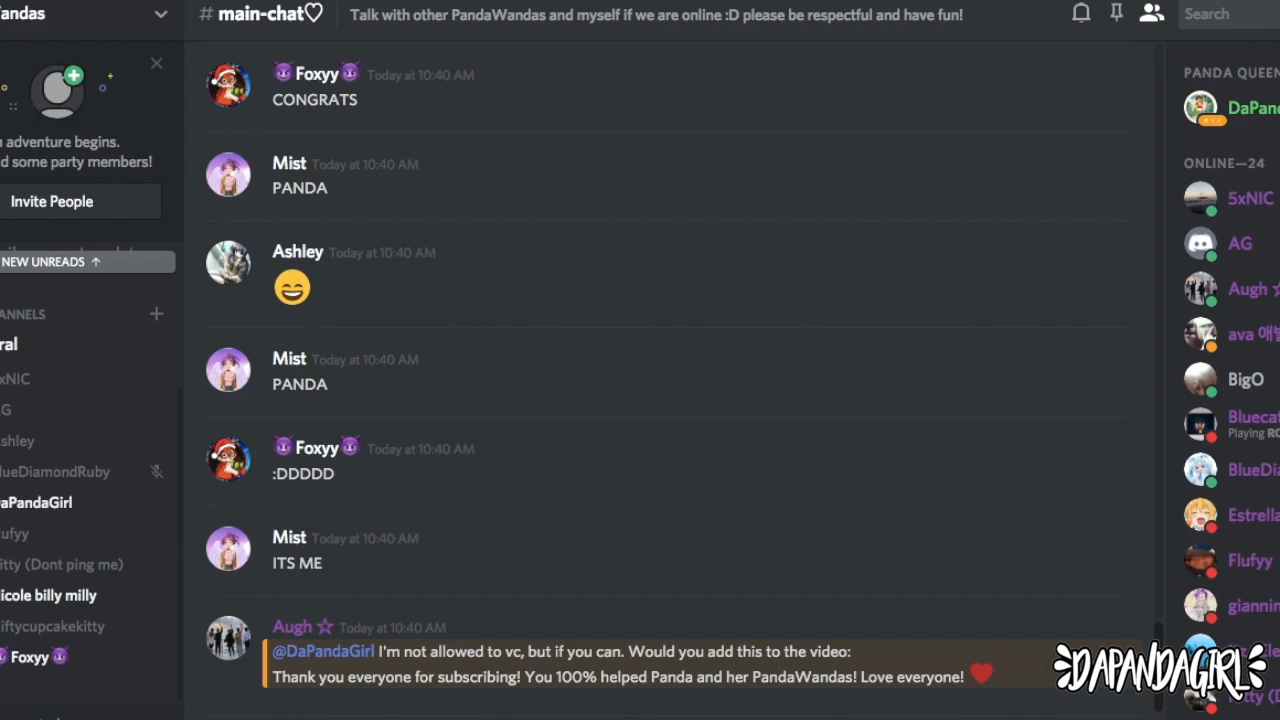 andas
# main-chat♡
Talk with other PandaWandas and myself if we are online :D please be respectful and have fun!
Search
adventure begins.
some party members!
Invite People
NEW UNREADS ↑
ANNELS
ral
xNIC
G
shley
lueDiamondRuby
aPandaGirl
lufyy
itty (Dont ping me)
icole billy milly
iftycupcakekitty
Foxyy😈
😈Foxyy😈 Today at 10:40 AM
CONGRATS
Mist Today at 10:40 AM
PANDA
Ashley Today at 10:40 AM
😄
Mist Today at 10:40 AM
PANDA
😈Foxyy😈 Today at 10:40 AM
:DDDDD
Mist Today at 10:40 AM
ITS ME
Augh ☆ Today at 10:40 AM
@DaPandaGirl I'm not allowed to vc, but if you can. Would you add this to the video:
Thank you everyone for subscribing! You 100% helped Panda and her PandaWandas! Love everyone! ❤
PANDA QUEEN
DaPand
ONLINE—24
5xNIC
AG
Augh ☆
ava 애
BigO
Bluecat
Playing RO
BlueDia
Estrella
Flufyy
giannin
DAPANDAGIRL